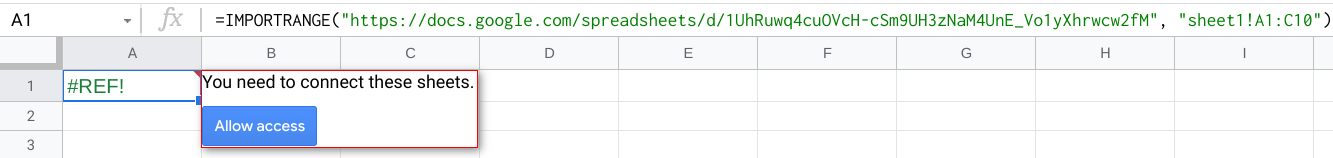 A1 fx =IMPORTRANGE("https://docs.google.com/spreadsheets/d/1UhRuwq4cuOVcH-cSm9UH3zNaM4UnE_Vo1yXhrwcw2fM", "sheet1!A1:C10")
A B C D E F G H I
1 #REF! You need to connect these sheets.
Allow access
2
3